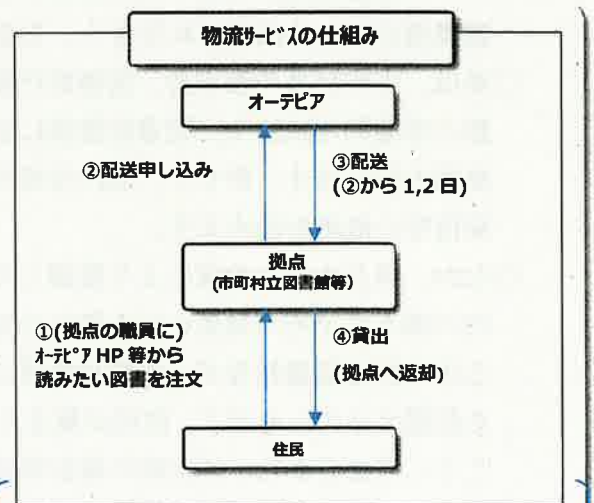 物流ｻｰﾋﾞｽの仕組み
オーテピア
②配送申し込み
③配送
(②から 1,2 日)
拠点
(市町村立図書館等）
①(拠点の職員に)
ｵｰﾃﾋﾟｱ HP 等から
読みたい図書を注文
④貸出
(拠点へ返却)
住民